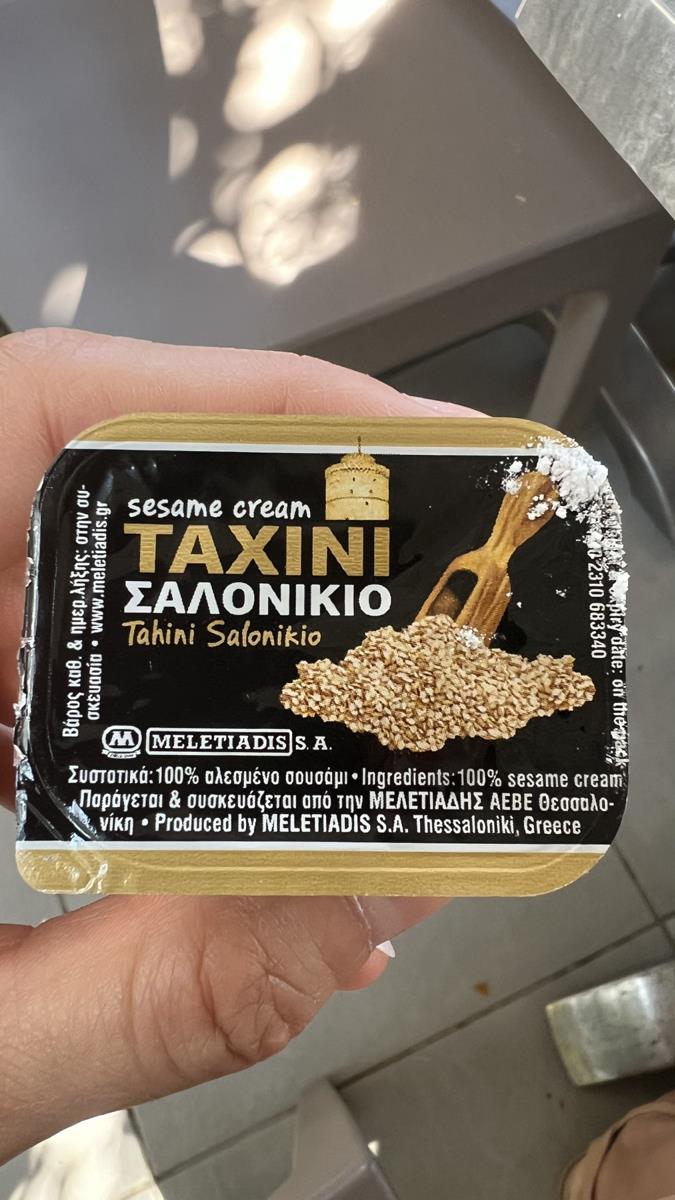 sesame cream
ΤΑΧΙΝΙ
ΣΑΛΟΝΙΚΙΟ
Tahini Salonikio
M MELETIADIS S.A.
Συστατικά: 100% αλεσμένο σουσάμι • Ingredients: 100% sesame cream
Παράγεται & συσκευάζεται από την ΜΕΛΕΤΙΑΔΗΣ ΑΕΒΕ Θεσσαλο-
νίκη • Produced by MELETIADIS S.A. Thessaloniki, Greece
Βάρος καθ. & ημερ.λήξης: στην συ-
σκευασία • www.meletiadis.gr
date: on the pack
2310 683340